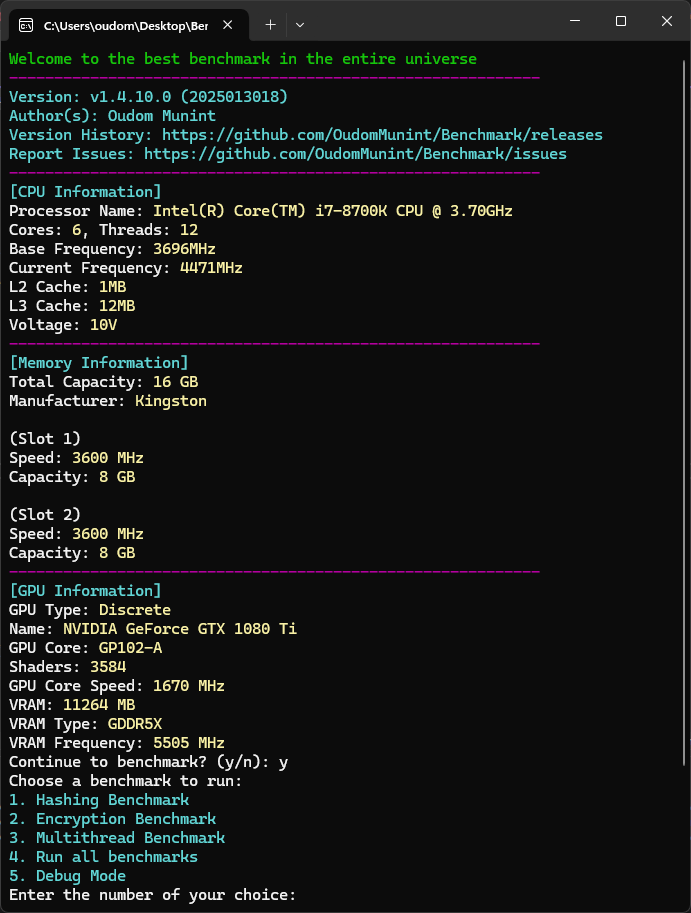 C:\Users\oudom\Desktop\Ber
Welcome to the best benchmark in the entire universe
Version: v1.4.10.0 (2025013018)
Author(s): Oudom Munint
Version History: https://github.com/OudomMunint/Benchmark/releases
Report Issues: https://github.com/OudomMunint/Benchmark/issues
[CPU Information]
Processor Name: Intel(R) Core(TM) i7-8700K CPU @ 3.70GHz
Cores: 6, Threads: 12
Base Frequency: 3696MHz
Current Frequency: 4471MHz
L2 Cache: 1MB
L3 Cache: 12MB
Voltage: 10V
[Memory Information]
Total Capacity: 16 GB
Manufacturer: Kingston
(Slot 1)
Speed: 3600 MHz
Capacity: 8 GB
(Slot 2)
Speed: 3600 MHz
Capacity: 8 GB
[GPU Information]
GPU Type: Discrete
Name: NVIDIA GeForce GTX 1080 Ti
GPU Core: GP102-A
Shaders: 3584
GPU Core Speed: 1670 MHz
VRAM: 11264 MB
VRAM Type: GDDR5X
VRAM Frequency: 5505 MHz
Continue to benchmark? (y/n): y
Choose a benchmark to run:
1. Hashing Benchmark
2. Encryption Benchmark
3. Multithread Benchmark
4. Run all benchmarks
5. Debug Mode
Enter the number of your choice: